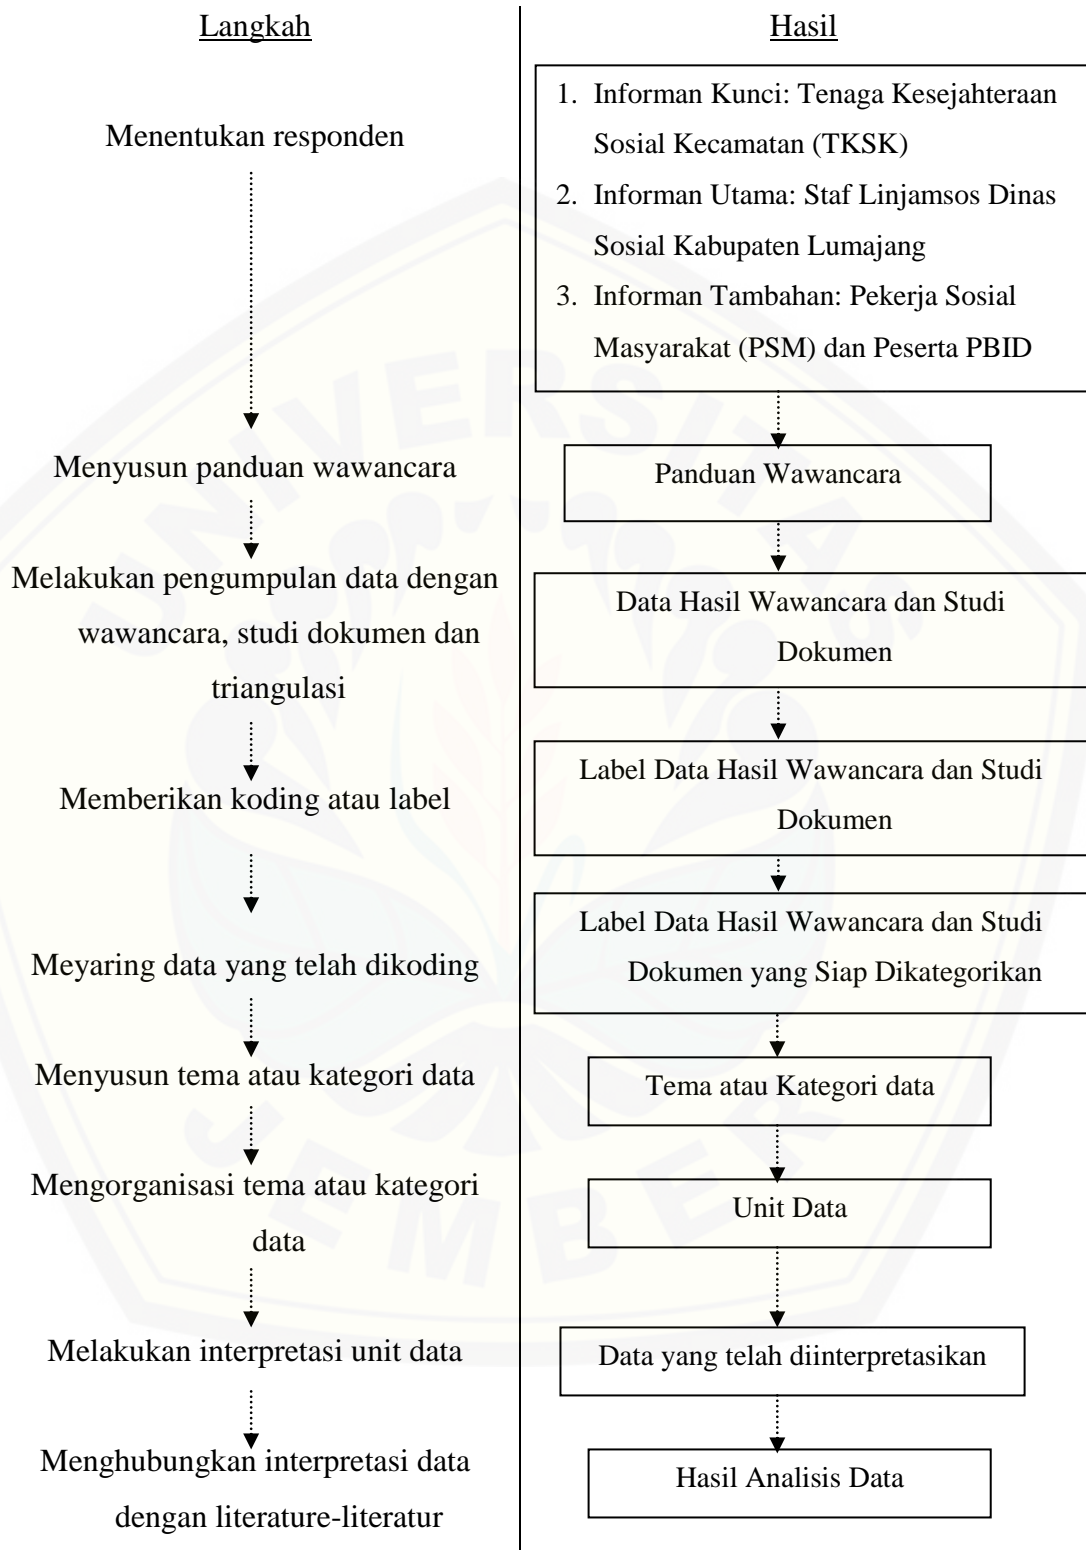 Langkah
Menentukan responden
Menyusun panduan wawancara
Melakukan pengumpulan data dengan
wawancara, studi dokumen dan
triangulasi
Memberikan koding atau label
Meyaring data yang telah dikoding
Menyusun tema atau kategori data
Mengorganisasi tema atau kategori
data
Melakukan interpretasi unit data
Menghubungkan interpretasi data
dengan literature-literatur
Hasil
1. Informan Kunci: Tenaga Kesejahteraan
Sosial Kecamatan (TKSK)
2. Informan Utama: Staf Linjamsos Dinas
Sosial Kabupaten Lumajang
3. Informan Tambahan: Pekerja Sosial
Masyarakat (PSM) dan Peserta PBID
Panduan Wawancara
Data Hasil Wawancara dan Studi
Dokumen
Label Data Hasil Wawancara dan Studi
Dokumen
Label Data Hasil Wawancara dan Studi
Dokumen yang Siap Dikategorikan
Tema atau Kategori data
Unit Data
Data yang telah diinterpretasikan
Hasil Analisis Data
UNIVERSITAS
JEMBER